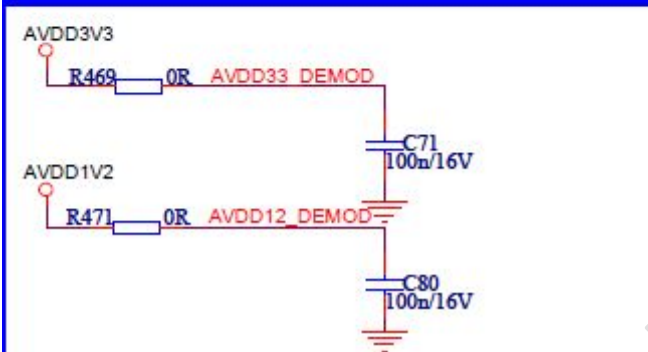 AVDD3V3
R469 0R AVDD33_DEMOD
C71
100n/16V
AVDD1V2
R471 0R AVDD12_DEMOD
C80
100n/16V